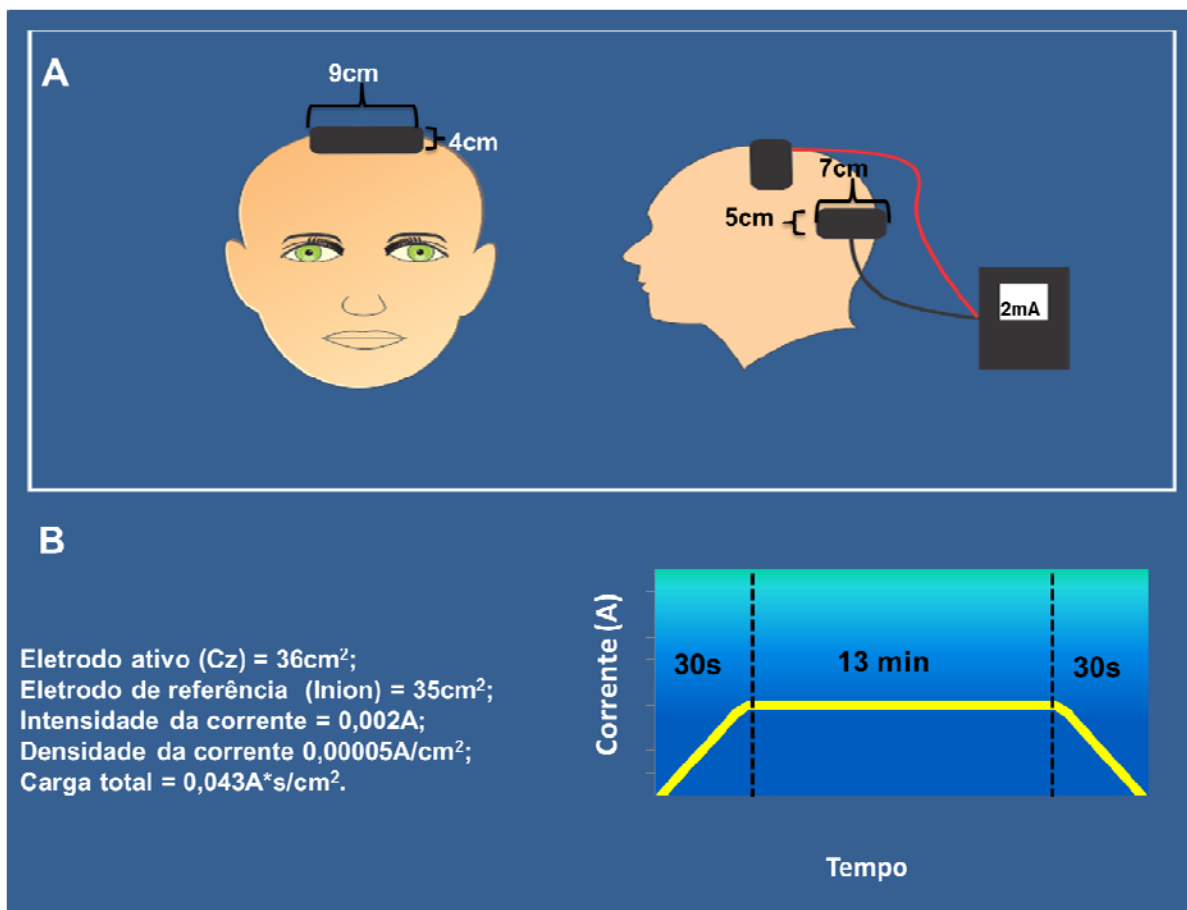 A
9cm
4cm
7cm
5cm
2mA
B
Eletrodo ativo (Cz) = 36cm²;
Eletrodo de referência (Inion) = 35cm²;
Intensidade da corrente = 0,002A;
Densidade da corrente 0,00005A/cm²;
Carga total = 0,043A*s/cm².
Corrente (A)
30s
13 min
30s
Tempo